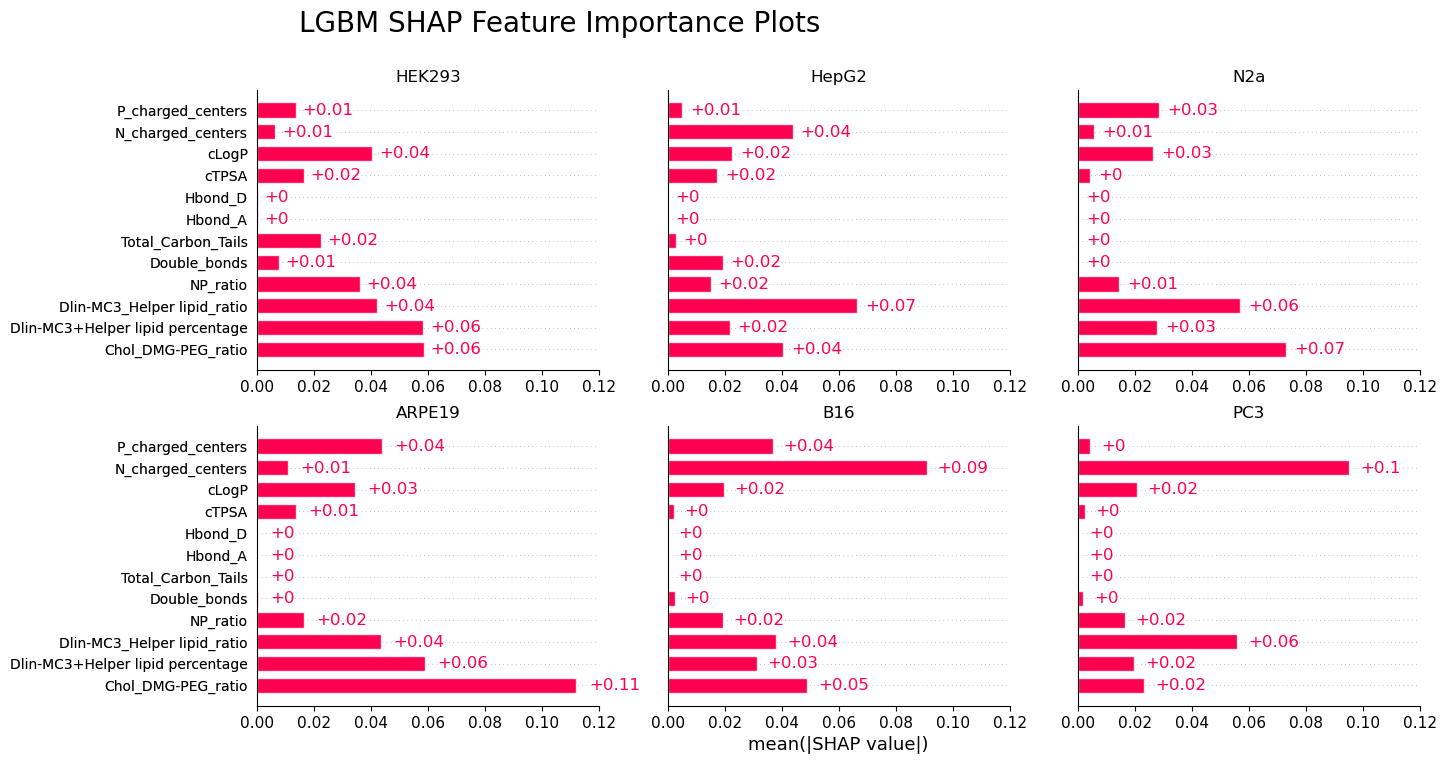 LGBM SHAP Feature Importance Plots
HEK293
P_charged_centers +0.01
N_charged_centers +0.01
cLogP +0.04
cTPSA +0.02
Hbond_D +0
Hbond_A +0
Total_Carbon_Tails +0.02
Double_bonds +0.01
NP_ratio +0.04
Dlin-MC3_Helper lipid_ratio +0.04
Dlin-MC3+Helper lipid percentage +0.06
Chol_DMG-PEG_ratio +0.06
0.00 0.02 0.04 0.06 0.08 0.10 0.12
HepG2
+0.01
+0.04
+0.02
+0.02
+0
+0
+0
+0.02
+0.02
+0.07
+0.02
+0.04
0.00 0.02 0.04 0.06 0.08 0.10 0.12
N2a
+0.03
+0.01
+0.03
+0
+0
+0
+0
+0
+0.01
+0.06
+0.03
+0.07
0.00 0.02 0.04 0.06 0.08 0.10 0.12
ARPE19
P_charged_centers +0.04
N_charged_centers +0.01
cLogP +0.03
cTPSA +0.01
Hbond_D +0
Hbond_A +0
Total_Carbon_Tails +0
Double_bonds +0
NP_ratio +0.02
Dlin-MC3_Helper lipid_ratio +0.04
Dlin-MC3+Helper lipid percentage +0.06
Chol_DMG-PEG_ratio +0.11
0.00 0.02 0.04 0.06 0.08 0.10 0.12
B16
+0.04
+0.09
+0.02
+0
+0
+0
+0
+0
+0.02
+0.04
+0.03
+0.05
0.00 0.02 0.04 0.06 0.08 0.10 0.12
mean(|SHAP value|)
PC3
+0
+0.1
+0.02
+0
+0
+0
+0
+0
+0.02
+0.06
+0.02
+0.02
0.00 0.02 0.04 0.06 0.08 0.10 0.12